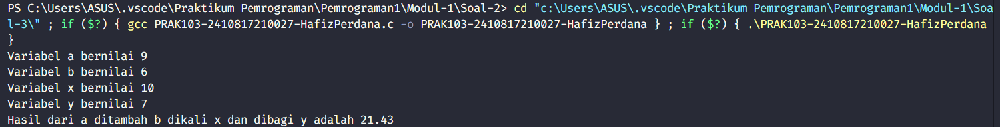 PS C:\Users\ASUS\.vscode\Praktikum Pemrograman\Pemrograman1\Modul-1\Soal-2> cd "c:\Users\ASUS\.vscode\Praktikum Pemrograman\Pemrograman1\Modul-1\Soa
l-3\" ; if ($?) { gcc PRAK103-2410817210027-HafizPerdana.c -o PRAK103-2410817210027-HafizPerdana } ; if ($?) { .\PRAK103-2410817210027-HafizPerdana
}
Variabel a bernilai 9
Variabel b bernilai 6
Variabel x bernilai 10
Variabel y bernilai 7
Hasil dari a ditambah b dikali x dan dibagi y adalah 21.43